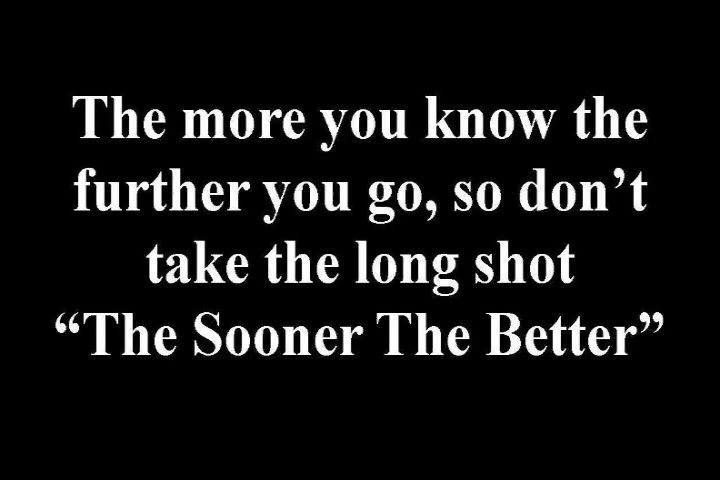 The more you know the
further you go, so don’t
take the long shot
“The Sooner The Better”